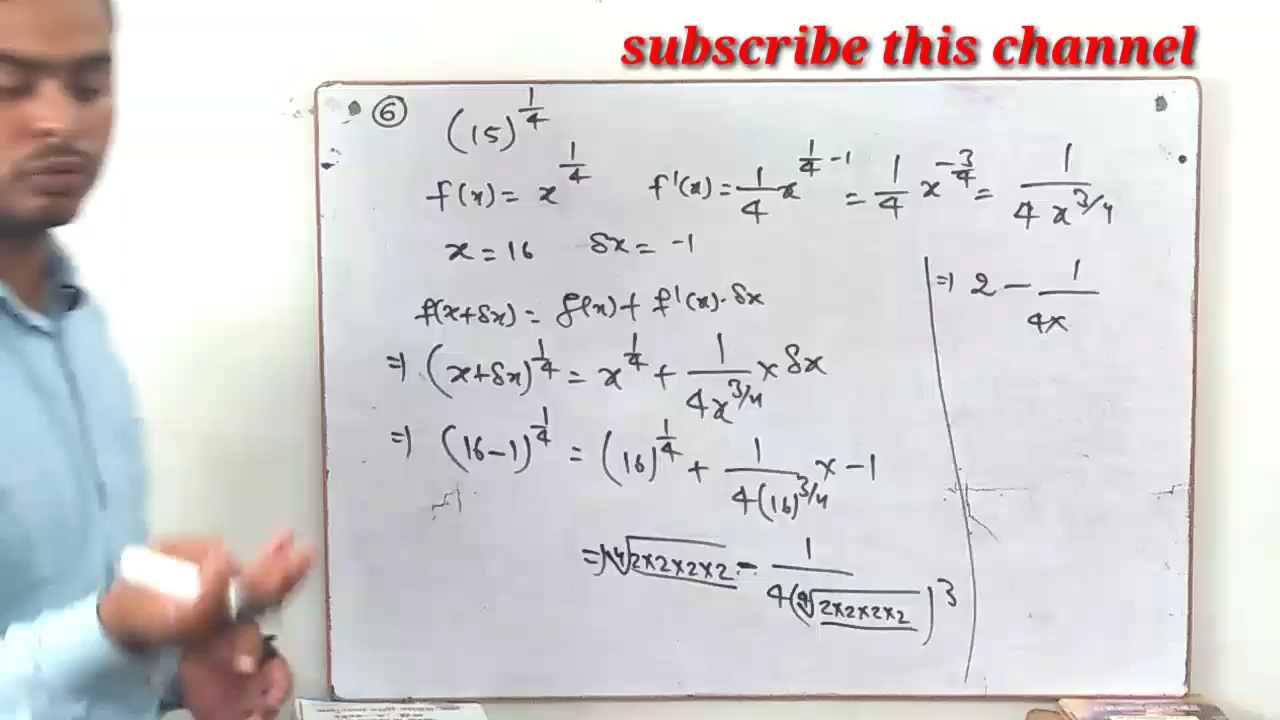 subscribe this channel
⑥ (15)^{1/4}
f(x) = x^{1/4} f'(x) = 1/4 x^{1/4 - 1} = 1/4 x^{-3/4} = 1/(4 x^{3/4})
x = 16 δx = -1
f(x+δx) = f(x) + f'(x)·δx
⇒ (x+δx)^{1/4} = x^{1/4} + 1/(4x^{3/4}) × δx
⇒ (16-1)^{1/4} = (16)^{1/4} + 1/(4(16)^{3/4}) × -1
⇒ ∜(2×2×2×2) - 1/(4(∜(2×2×2×2))^3)
⇒ 2 - 1/(4×